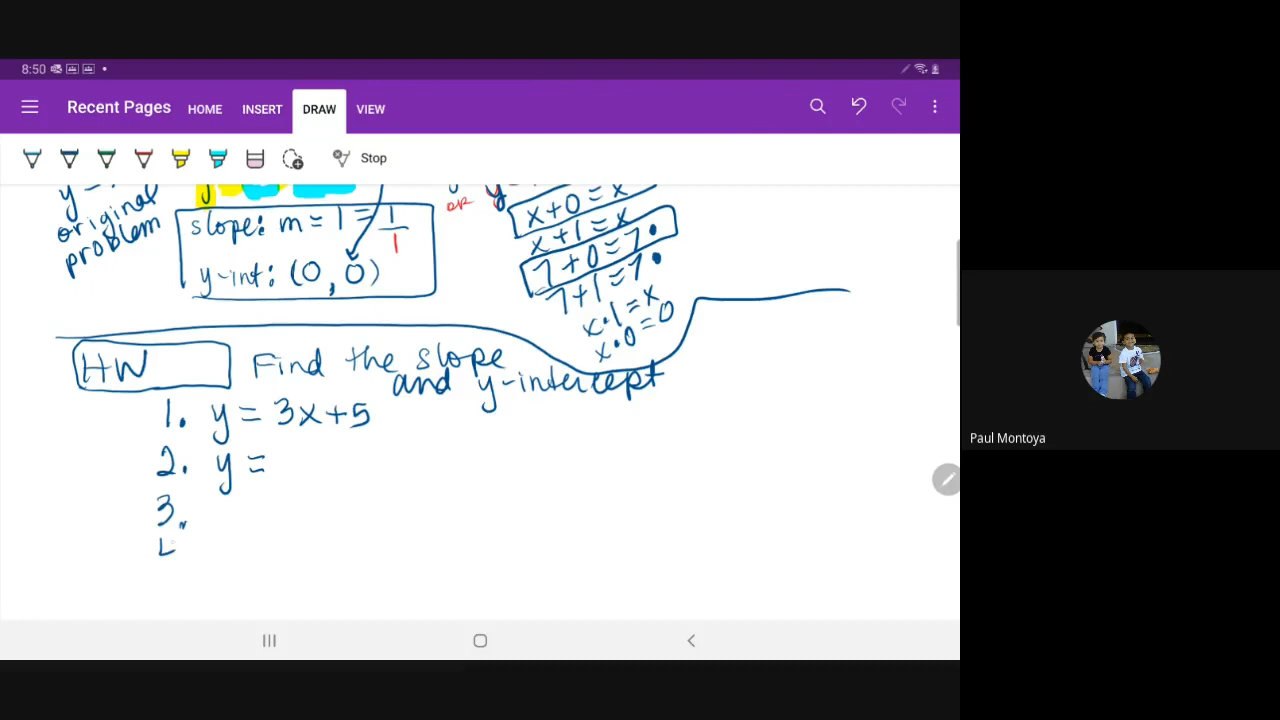 8:50
Recent Pages HOME INSERT DRAW VIEW
Stop
original
problem
slope: m = 1 = 1/1
y-int: (0, 0)
or
x+0=x
x+1=x
7+0=7
7+1=7
x·1=x
x·0=0
HW Find the slope
and y-intercept
1. y = 3x+5
2. y =
3.
Paul Montoya